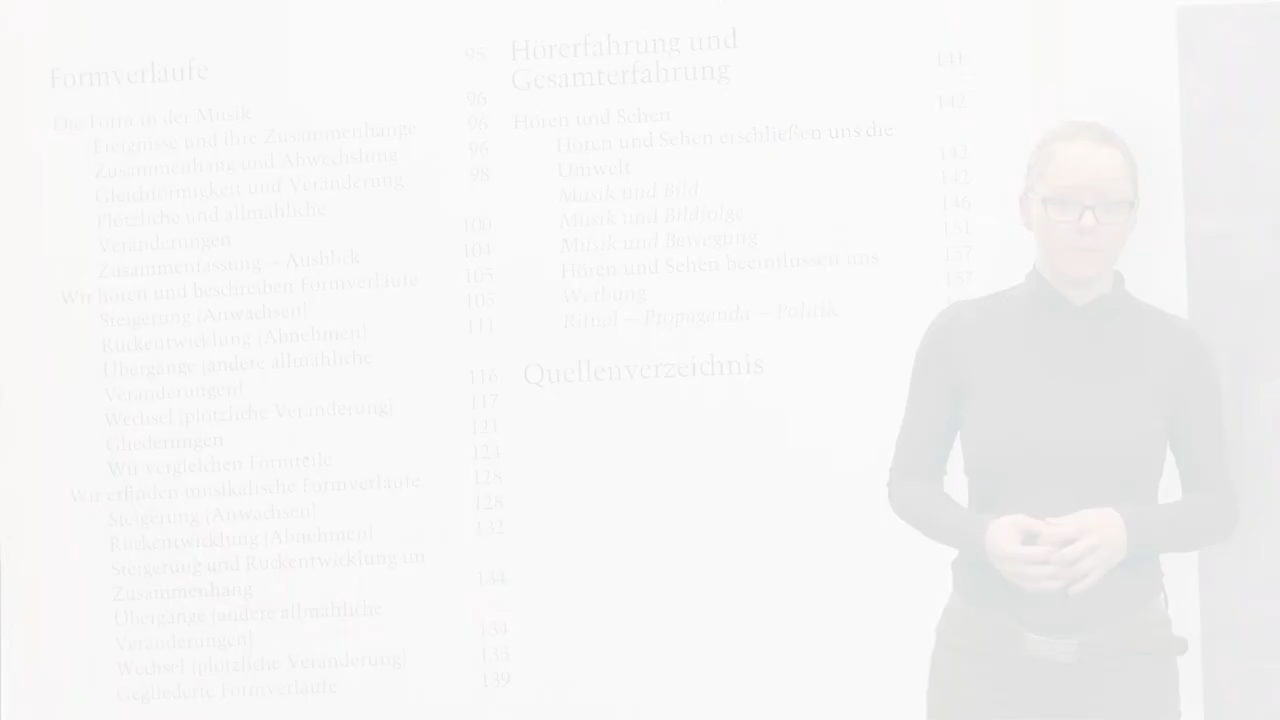 Formverläufe
95
Die Form in der Musik
96
Ereignisse und ihre Zusammenhänge
96
Zusammenhang und Abwechslung
96
Gleichförmigkeit und Veränderung
98
Plötzliche und allmähliche
Veränderungen
100
Zusammenfassung – Ausblick
104
Wir hören und beschreiben Formverläufe
105
Steigerung (Anwachsen)
105
Rückentwicklung (Abnehmen)
111
Übergänge (andere allmähliche
Veränderungen)
116
Wechsel (plötzliche Veränderung)
117
Gliederungen
121
Wir vergleichen Formteile
124
Wir erfinden musikalische Formverläufe
128
Steigerung (Anwachsen)
128
Rückentwicklung (Abnehmen)
132
Steigerung und Rückentwicklung im
Zusammenhang
134
Übergänge (andere allmähliche
Veränderungen)
134
Wechsel (plötzliche Veränderung)
135
Gegliederte Formverläufe
139
Hörerfahrung und
Gesamterfahrung
141
Hören und Sehen
142
Hören und Sehen erschließen uns die
Umwelt
142
Musik und Bild
142
Musik und Bildfolge
146
Musik und Bewegung
151
Hören und Sehen beeinflussen uns
157
Werbung
157
Ritual – Propaganda – Politik
Quellenverzeichnis